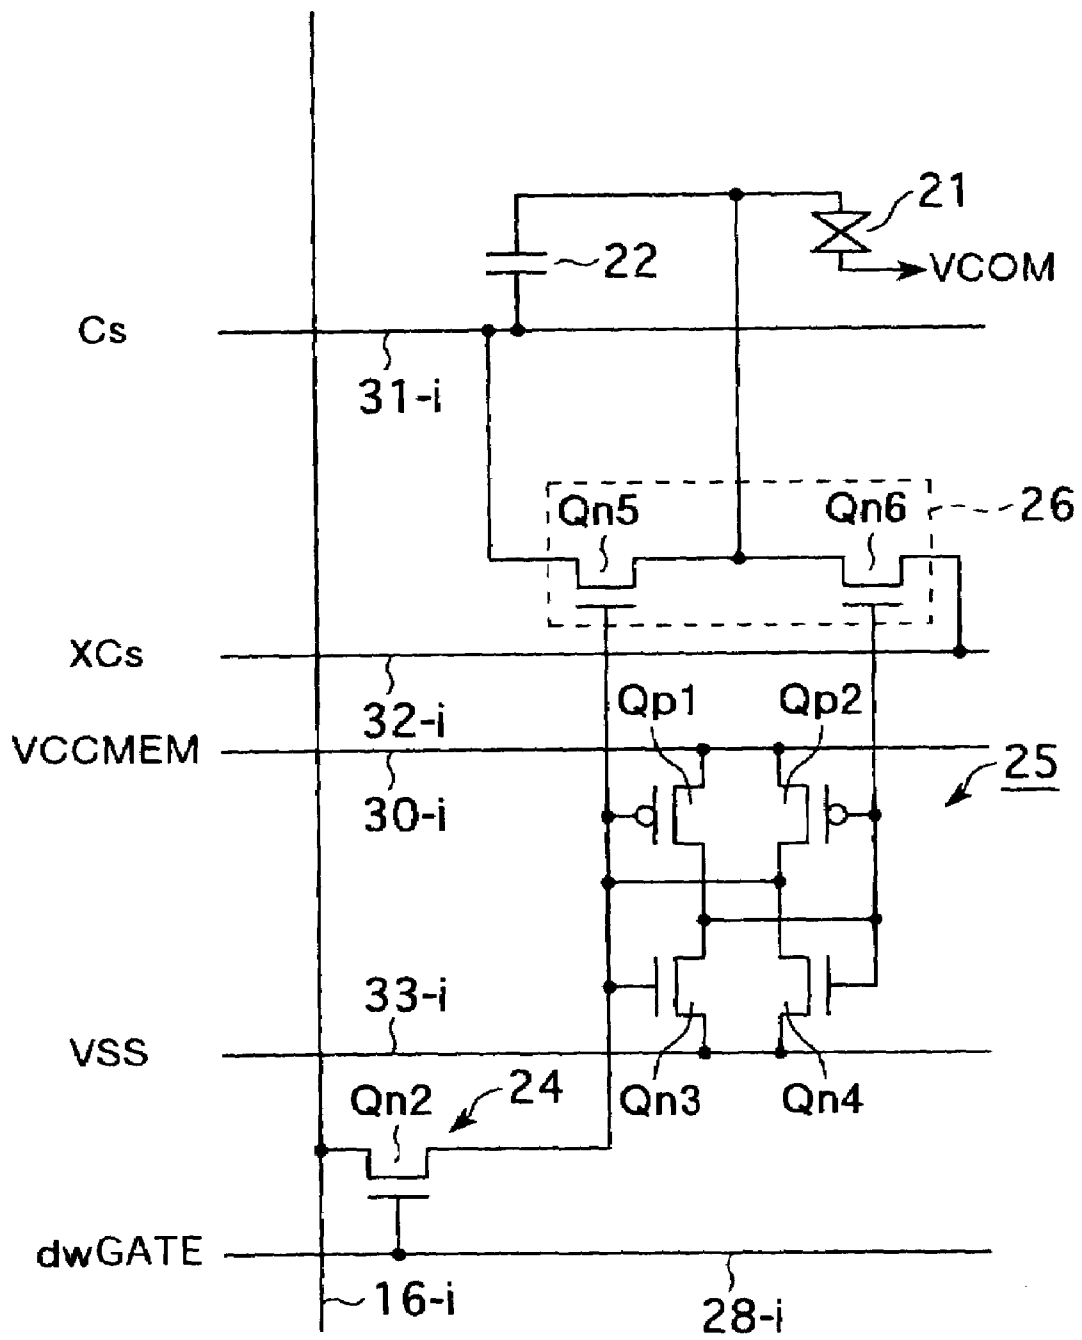 21
22
VCOM
Cs
31-i
Qn5
Qn6
26
XCs
32-i
Qp1
Qp2
VCCMEM
25
30-i
33-i
VSS
Qn2
24
Qn3
Qn4
dwGATE
16-i
28-i